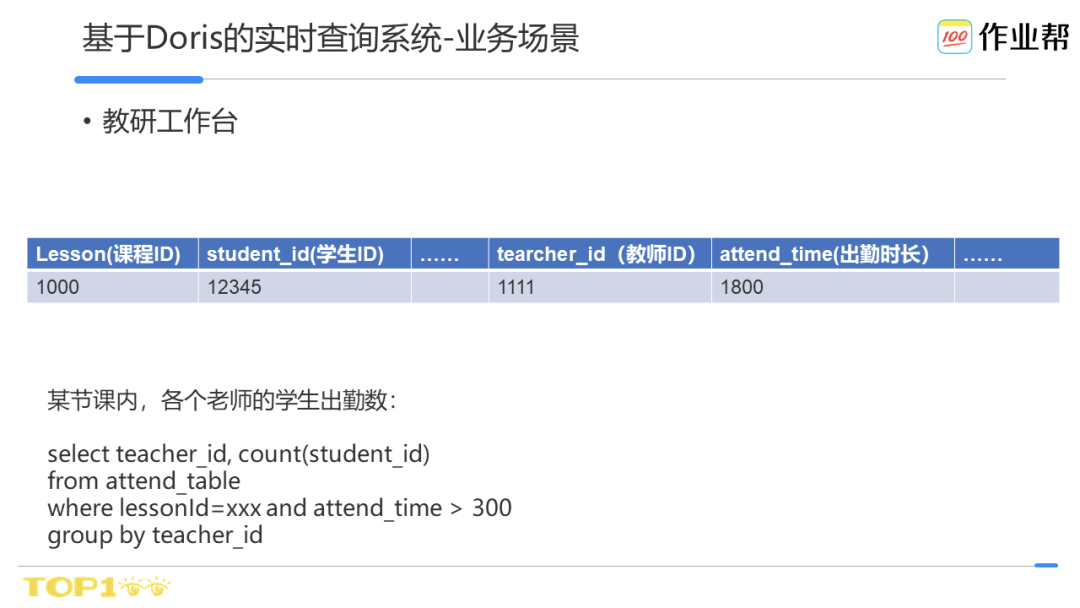 基于Doris的实时查询系统-业务场景
100 作业帮
• 教研工作台
Lesson(课程ID) student_id(学生ID) …… tearcher_id（教师ID） attend_time(出勤时长） ……
1000 12345 1111 1800
某节课内，各个老师的学生出勤数：
select teacher_id, count(student_id)
from attend_table
where lessonId=xxx and attend_time > 300
group by teacher_id
TOP1